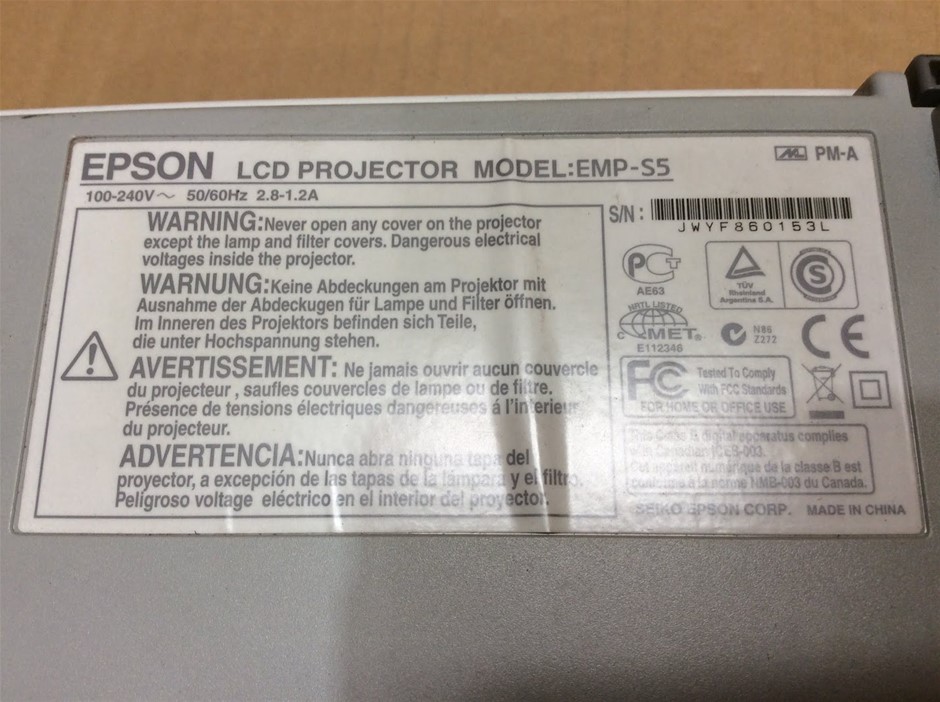 EPSON LCD PROJECTOR MODEL:EMP-S5
PM-A
100-240V~ 50/60Hz 2.8-1.2A
WARNING:Never open any cover on the projector
except the lamp and filter covers. Dangerous electrical
voltages inside the projector.
WARNUNG:Keine Abdeckungen am Projektor mit
Ausnahme der Abdeckugen für Lampe und Filter öffnen.
Im Inneren des Projektors befinden sich Teile,
die unter Hochspannung stehen.
AVERTISSEMENT: Ne jamais ouvrir aucun couvercle
du projecteur , saufles couvercles de lampe ou de filtre.
Présence de tensions électriques dangereuses á l'interieur
du projecteur.
ADVERTENCIA:Nunca abra ninguna tapa del
proyector, a excepción de las tapas de la lámpara y el filtro.
Peligroso voltage eléctrico en el interior del proyector.
S/N :
JWYF860153L
PCT
AE63
TÜV
Rheinland
Argentina S.A.
S
NRTL LISTED
MET®
E112346
N86
Z272
CE
FC Tested To Comply
With FCC Standards
FOR HOME OR OFFICE USE
This Class B digital apparatus complies
with Canadian ICEB-003.
Cet appareil numérique de la classe B est
conforme à la norme NMB-003 du Canada.
SEIKO EPSON CORP. MADE IN CHINA